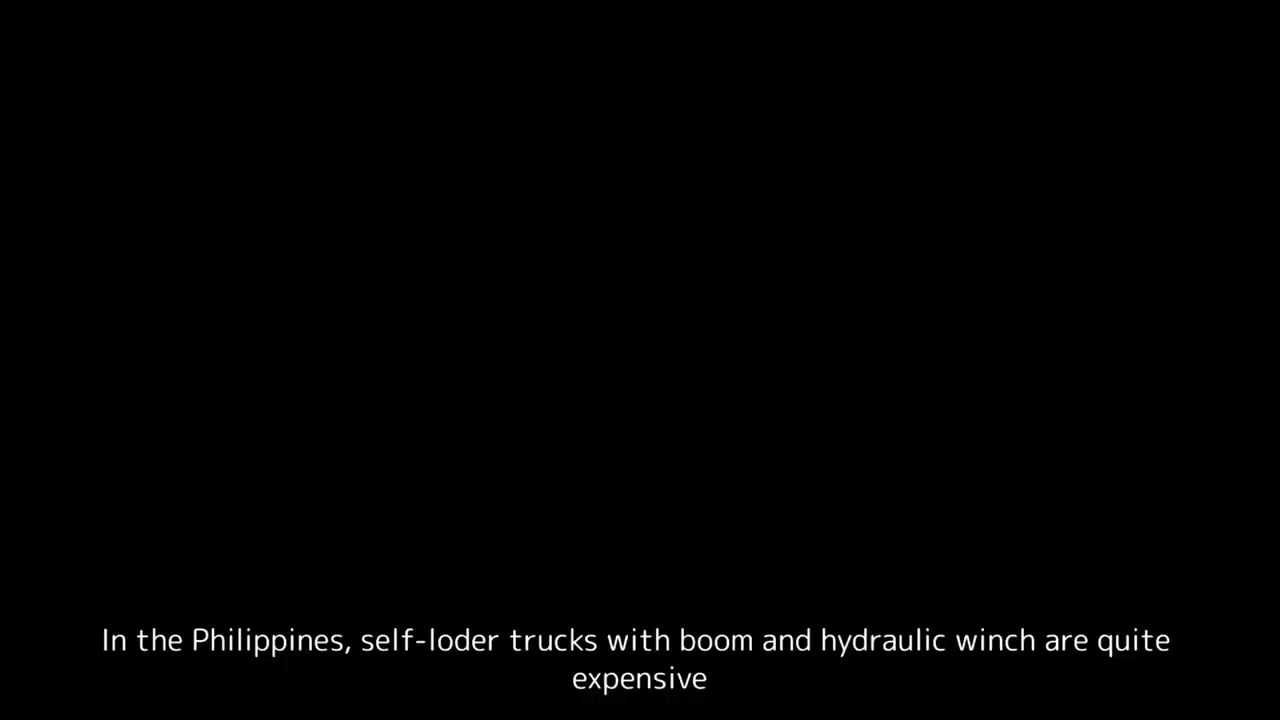 In the Philippines, self-loder trucks with boom and hydraulic winch are quite
expensive